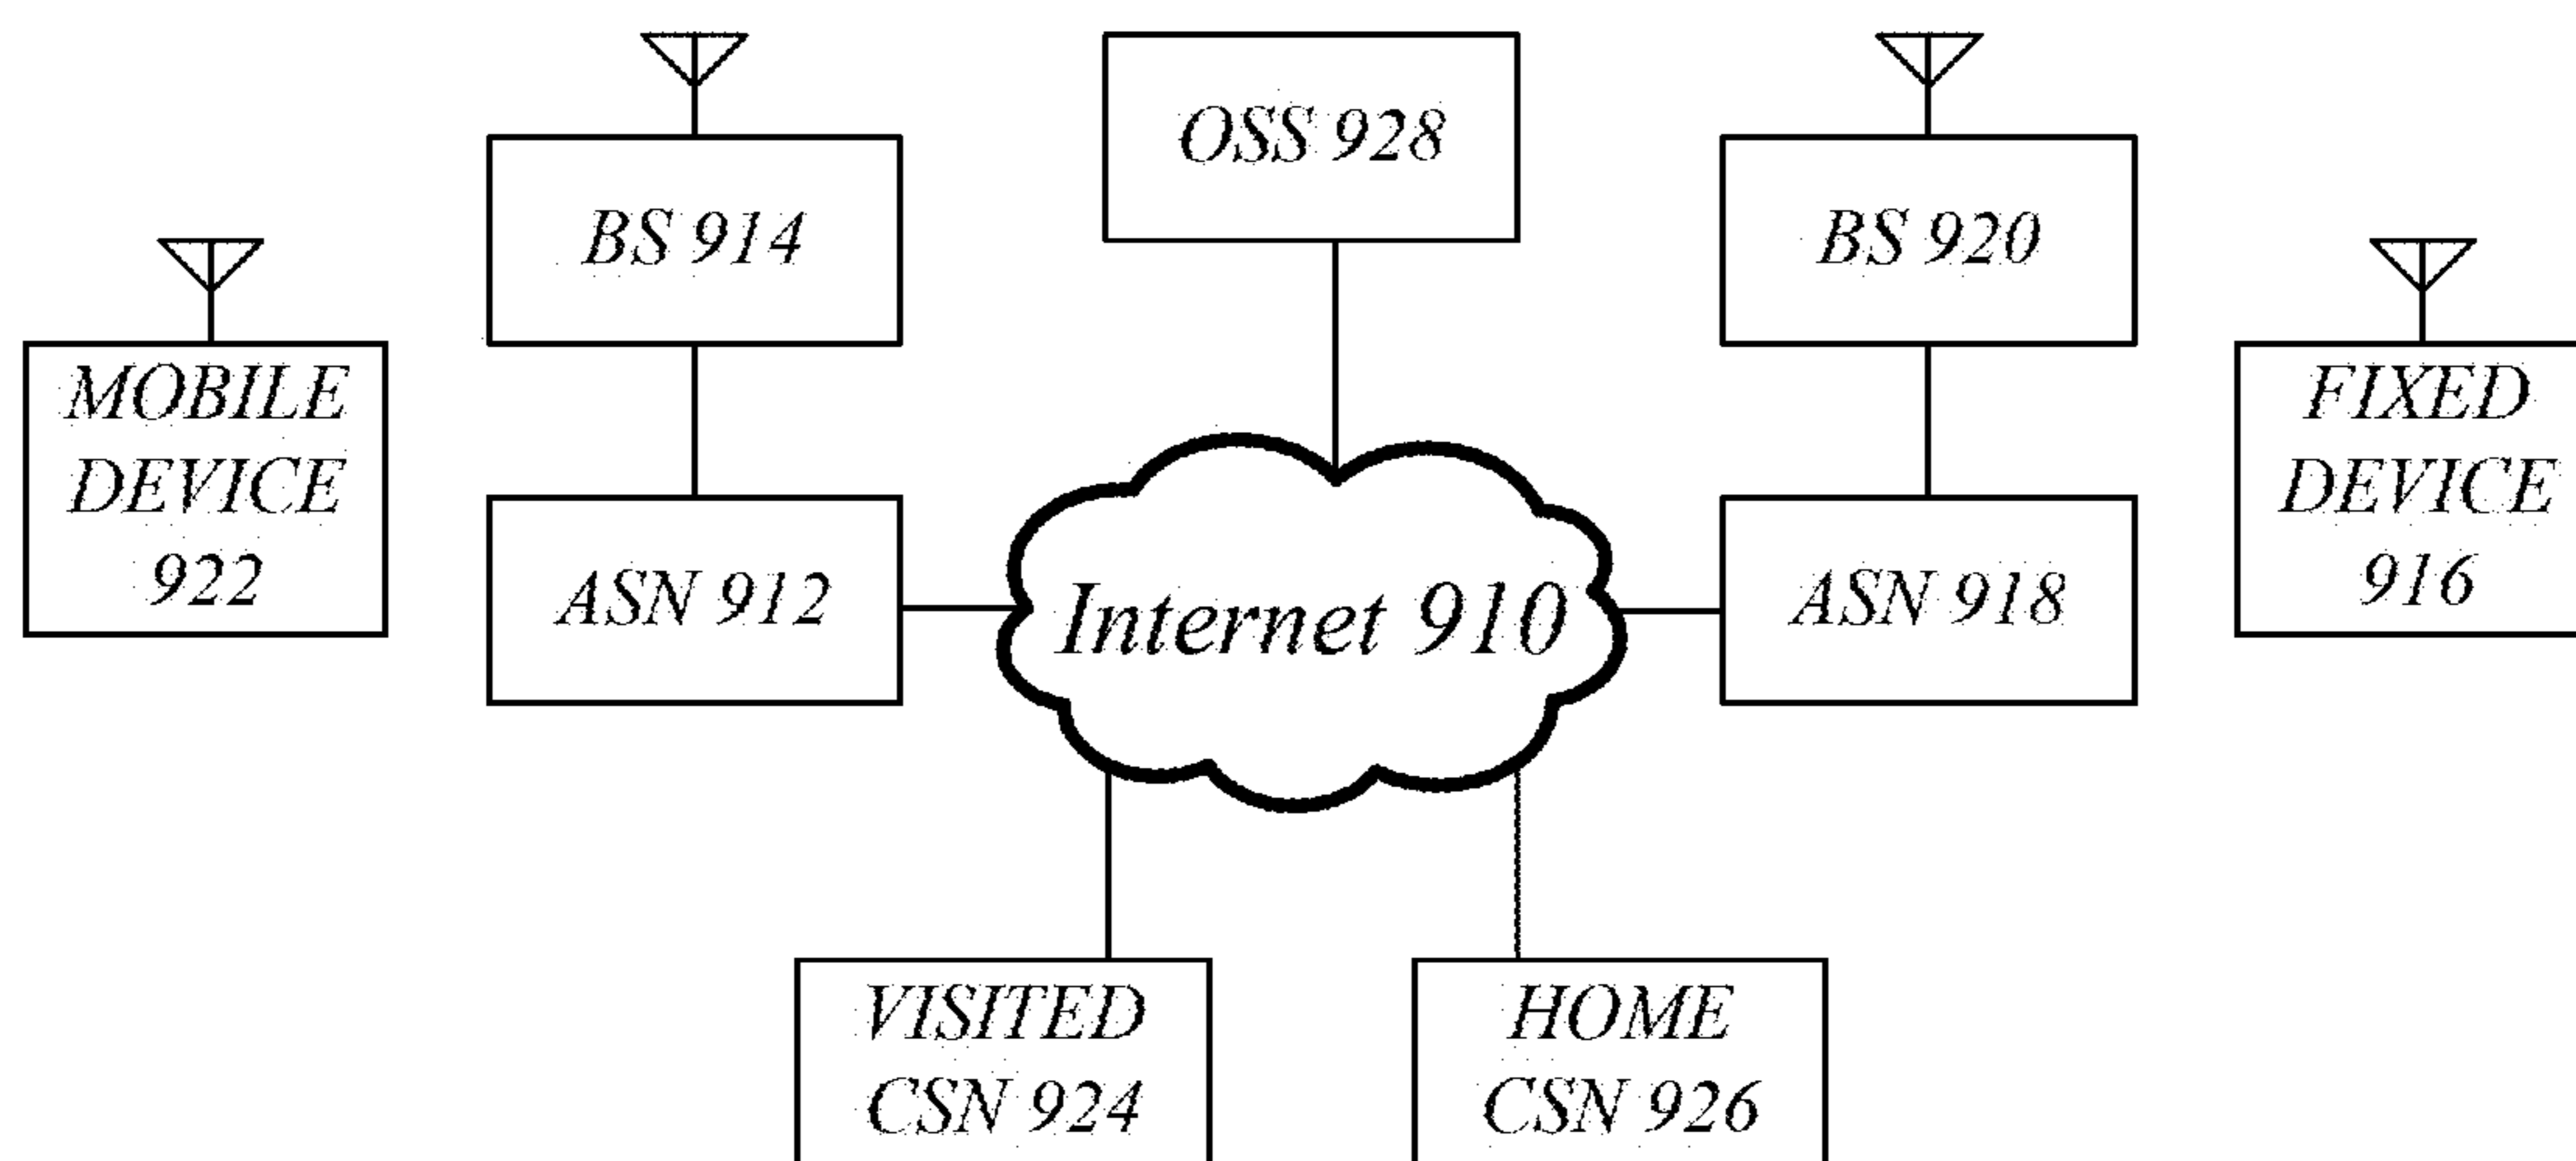 OSS 928
BS 914
BS 920
MOBILE
DEVICE
922
FIXED
DEVICE
916
ASN 912
Internet 910
ASN 918
VISITED
CSN 924
HOME
CSN 926